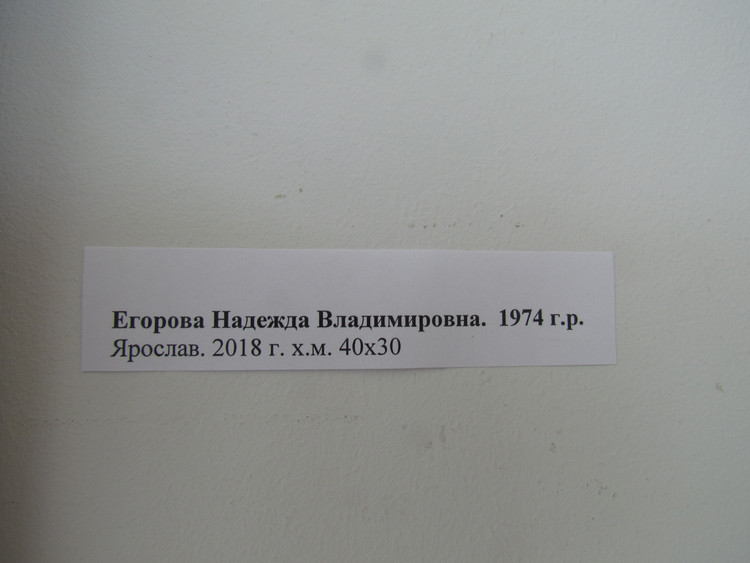 Егорова Надежда Владимировна.  1974 г.р.
Ярослав. 2018 г. х.м. 40х30